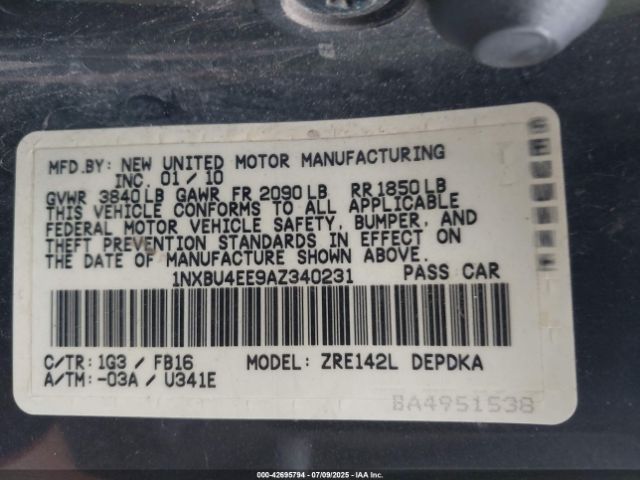 MFD.BY: NEW UNITED MOTOR MANUFACTURING
INC. 01/10
GVWR 3840LB GAWR FR 2090LB RR 1850LB
THIS VEHICLE CONFORMS TO ALL APPLICABLE
FEDERAL MOTOR VEHICLE SAFETY, BUMPER, AND
THEFT PREVENTION STANDARDS IN EFFECT ON
THE DATE OF MANUFACTURE SHOWN ABOVE.
1NXBU4EE9AZ340231 PASS CAR
C/TR: 1G3 / FB16 MODEL: ZRE142L DEPDKA
A/TM: -03A / U341E
BA4951538
000-42695794 | 07/09/2025 | IAA Inc.